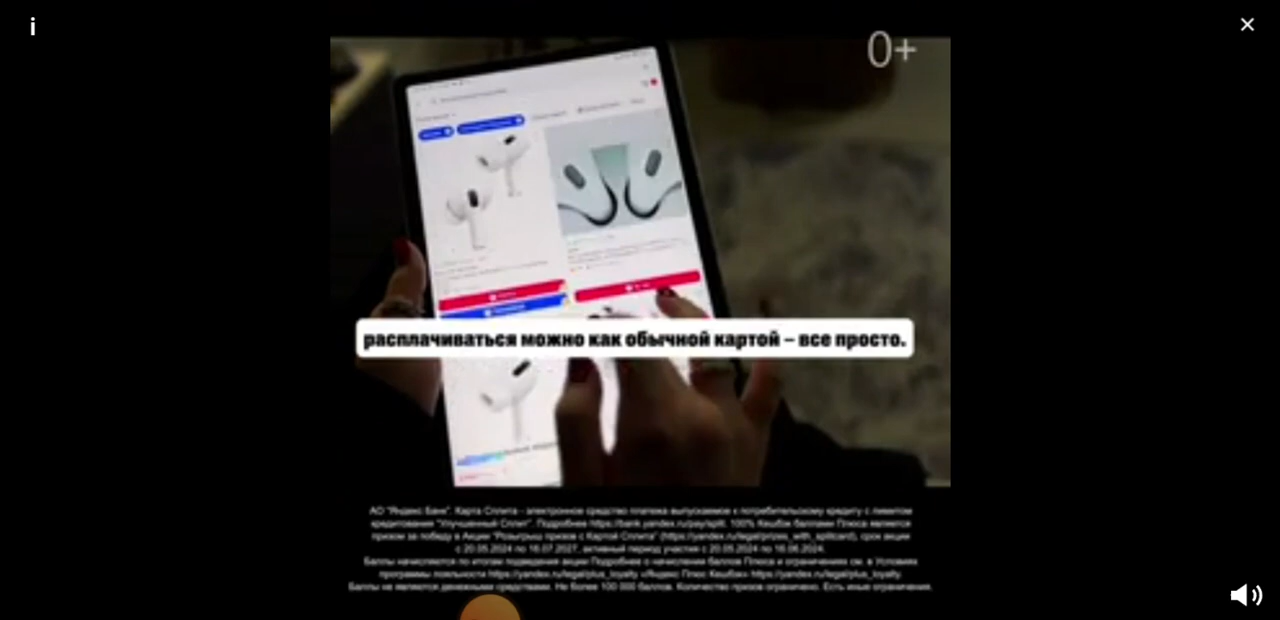 0+
расплачиваться можно как обычной картой – все просто.
АО "Яндекс Банк". Карта Сплита - электронное средство платежа выпускаемое к потребительскому кредиту с лимитом
кредитования "Улучшенный Сплит". Подробнее https://bank.yandex.ru/pay/split. 100% Кешбэк баллами Плюса является
призом за победу в Акции "Розыгрыш призов с Картой Сплита" (https://yandex.ru/legal/prizes_with_splitcard), срок акции
с 20.05.2024 по 16.07.2027, активный период участия с 20.05.2024 по 16.06.2024.
Баллы начисляются по итогам подведения акции Подробнее о начислении баллов Плюса и ограничениях см. в Условиях
программы лояльности https://yandex.ru/legal/plus_loyalty «Яндекс Плюс Кешбэк» https://yandex.ru/legal/plus_loyalty.
Баллы не являются денежными средствами. Не более 100 000 баллов. Количество призов ограничено. Есть иные ограничения.